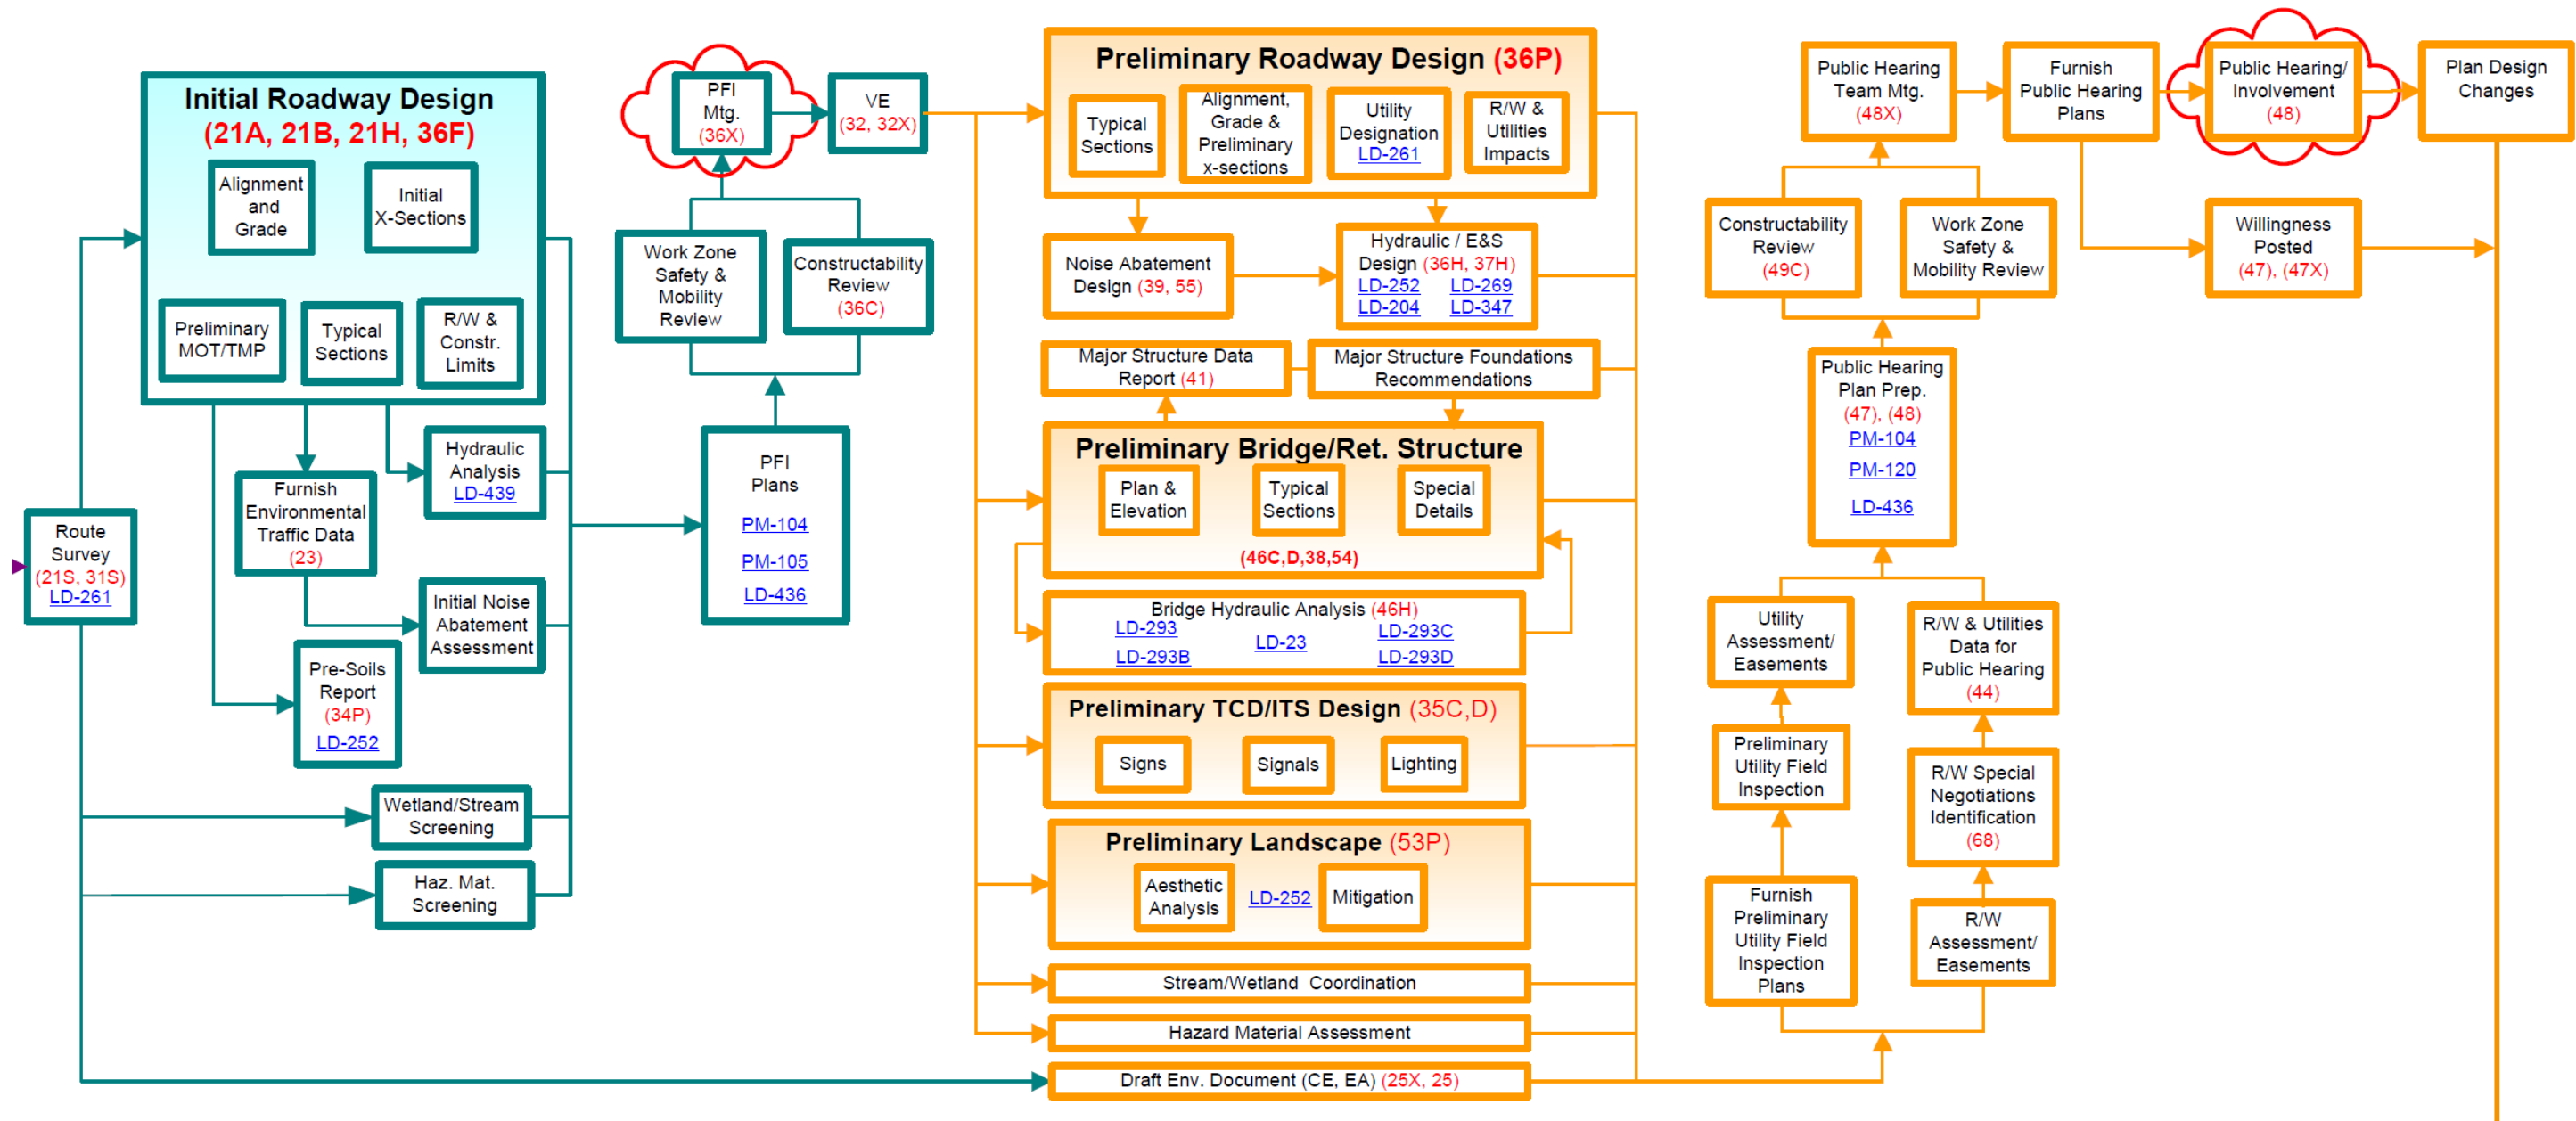 Initial Roadway Design
(21A, 21B, 21H, 36F)
Alignment
and
Grade
Initial
X-Sections
Preliminary
MOT/TMP
Typical
Sections
R/W &
Constr.
Limits
Hydraulic
Analysis
LD-439
Furnish
Environmental
Traffic Data
(23)
Route
Survey
(21S, 31S)
LD-261
Initial Noise
Abatement
Assessment
Pre-Soils
Report
(34P)
LD-252
Wetland/Stream
Screening
Haz. Mat.
Screening
PFI
Mtg.
(36X)
VE
(32, 32X)
Work Zone
Safety &
Mobility
Review
Constructability
Review
(36C)
PFI
Plans
PM-104
PM-105
LD-436
Preliminary Roadway Design (36P)
Typical
Sections
Alignment,
Grade &
Preliminary
x-sections
Utility
Designation
LD-261
R/W &
Utilities
Impacts
Noise Abatement
Design (39, 55)
Hydraulic / E&S
Design (36H, 37H)
LD-252 LD-269
LD-204 LD-347
Major Structure Data
Report (41)
Major Structure Foundations
Recommendations
Preliminary Bridge/Ret. Structure
Plan &
Elevation
Typical
Sections
Special
Details
(46C,D,38,54)
Bridge Hydraulic Analysis (46H)
LD-293 LD-23 LD-293C
LD-293B LD-293D
Preliminary TCD/ITS Design (35C,D)
Signs
Signals
Lighting
Preliminary Landscape (53P)
Aesthetic
Analysis
LD-252
Mitigation
Stream/Wetland Coordination
Hazard Material Assessment
Draft Env. Document (CE, EA) (25X, 25)
Public Hearing
Team Mtg.
(48X)
Furnish
Public Hearing
Plans
Public Hearing/
Involvement
(48)
Plan Design
Changes
Constructability
Review
(49C)
Work Zone
Safety &
Mobility Review
Willingness
Posted
(47), (47X)
Public Hearing
Plan Prep.
(47), (48)
PM-104
PM-120
LD-436
Utility
Assessment/
Easements
R/W & Utilities
Data for
Public Hearing
(44)
Preliminary
Utility Field
Inspection
R/W Special
Negotiations
Identification
(68)
Furnish
Preliminary
Utility Field
Inspection
Plans
R/W
Assessment/
Easements